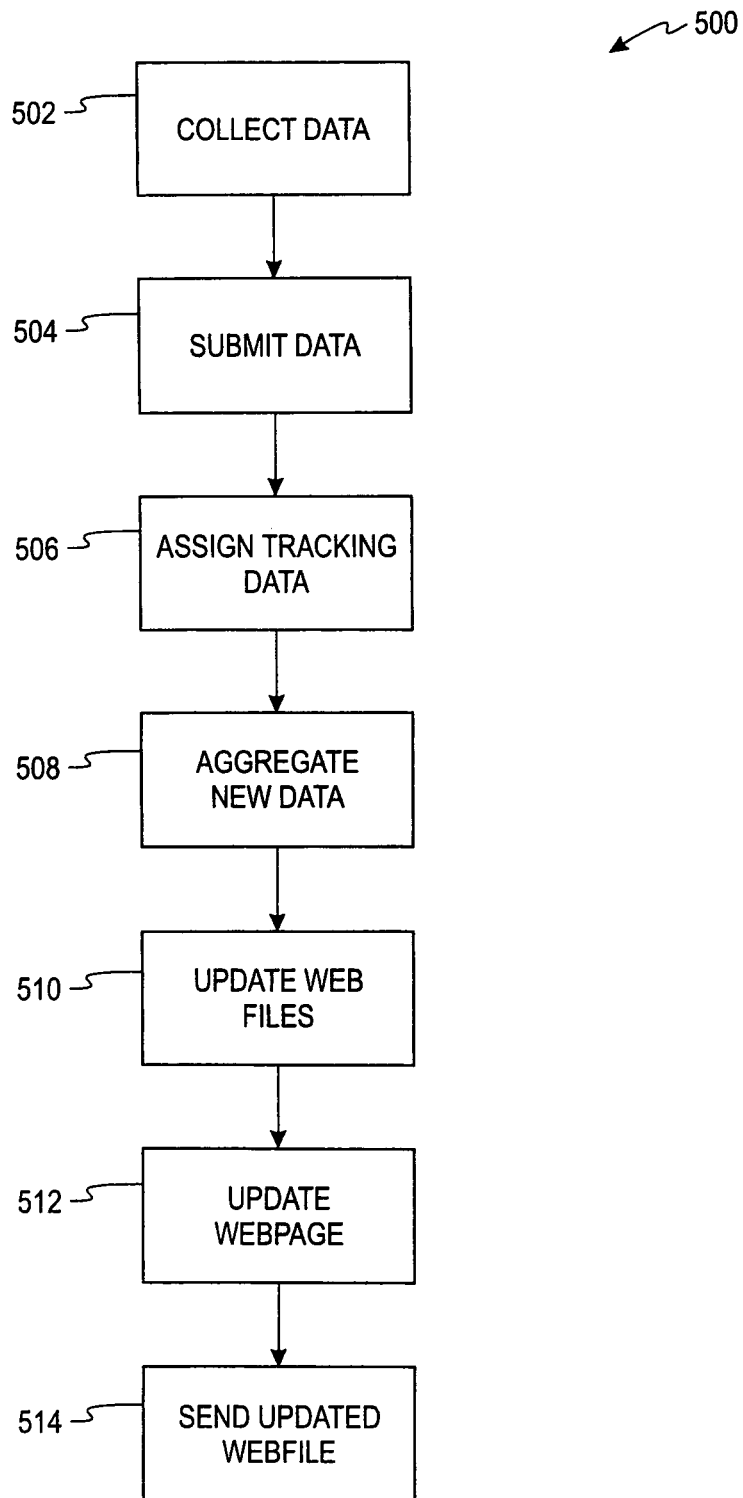 500
502
COLLECT DATA
504
SUBMIT DATA
506
ASSIGN TRACKING
DATA
508
AGGREGATE
NEW DATA
510
UPDATE WEB
FILES
512
UPDATE
WEBPAGE
514
SEND UPDATED
WEBFILE